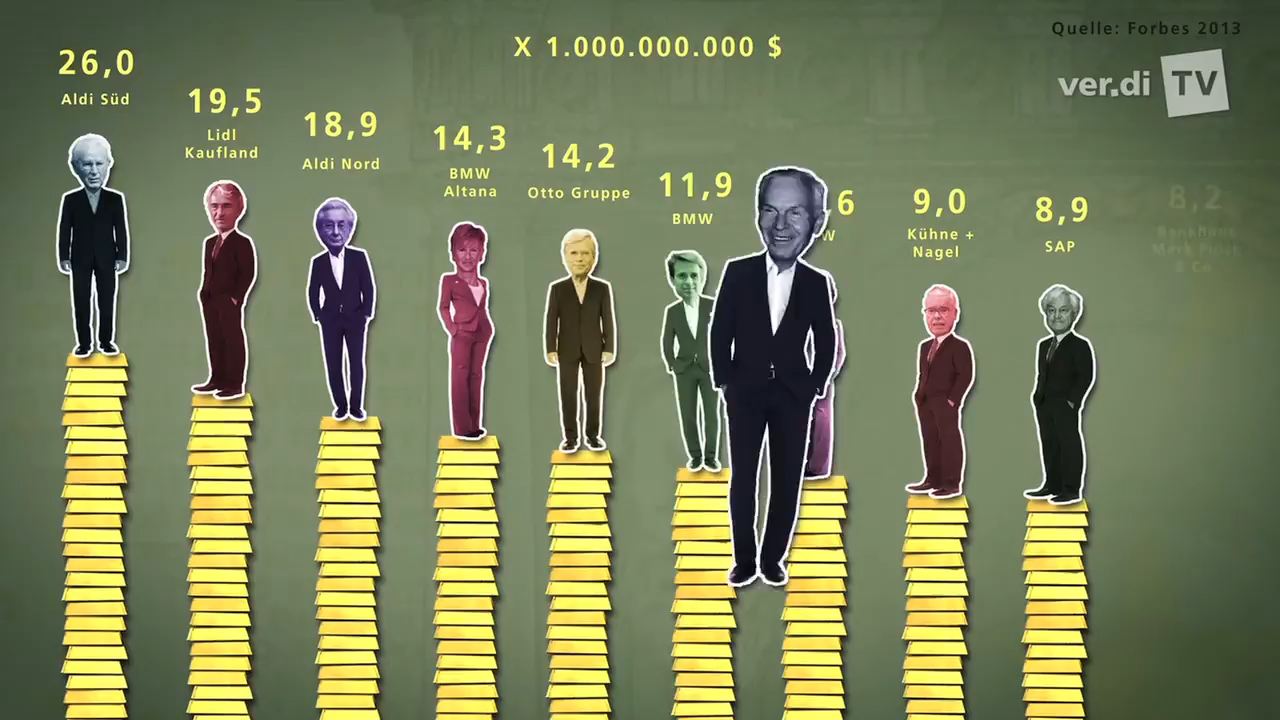 X 1.000.000.000 $
Quelle: Forbes 2013
ver.di TV
26,0
Aldi Süd
19,5
Lidl
Kaufland
18,9
Aldi Nord
14,3
BMW
Altana
14,2
Otto Gruppe
11,9
BMW
,6
W
9,0
Kühne +
Nagel
8,9
SAP
8,2